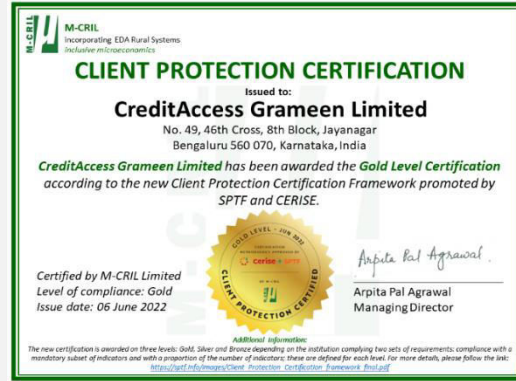 M-CRIL
M-CRIL
Incorporating EDA Rural Systems
inclusive microeconomics
CLIENT PROTECTION CERTIFICATION
Issued to:
CreditAccess Grameen Limited
No. 49, 46th Cross, 8th Block, Jayanagar
Bengaluru 560 070, Karnataka, India
CreditAccess Grameen Limited has been awarded the Gold Level Certification
according to the new Client Protection Certification Framework promoted by
SPTF and CERISE.
GOLD LEVEL - JUN 2022
cerise + SPTF
CLIENT PROTECTION CERTIFIED
Certified by M-CRIL Limited
Level of compliance: Gold
Issue date: 06 June 2022
Arpita Pal Agrawal.
Arpita Pal Agrawal
Managing Director
Additional Information:
The new certification is awarded on three levels: Gold, Silver and Bronze depending on the institution complying two sets of requirements: compliance with a
mandatory subset of indicators and with a proportion of the number of indicators; these are defined for each level. For more details, please follow the link:
https://sptf.info/images/Client_Protection_Certification_framework_final.pdf